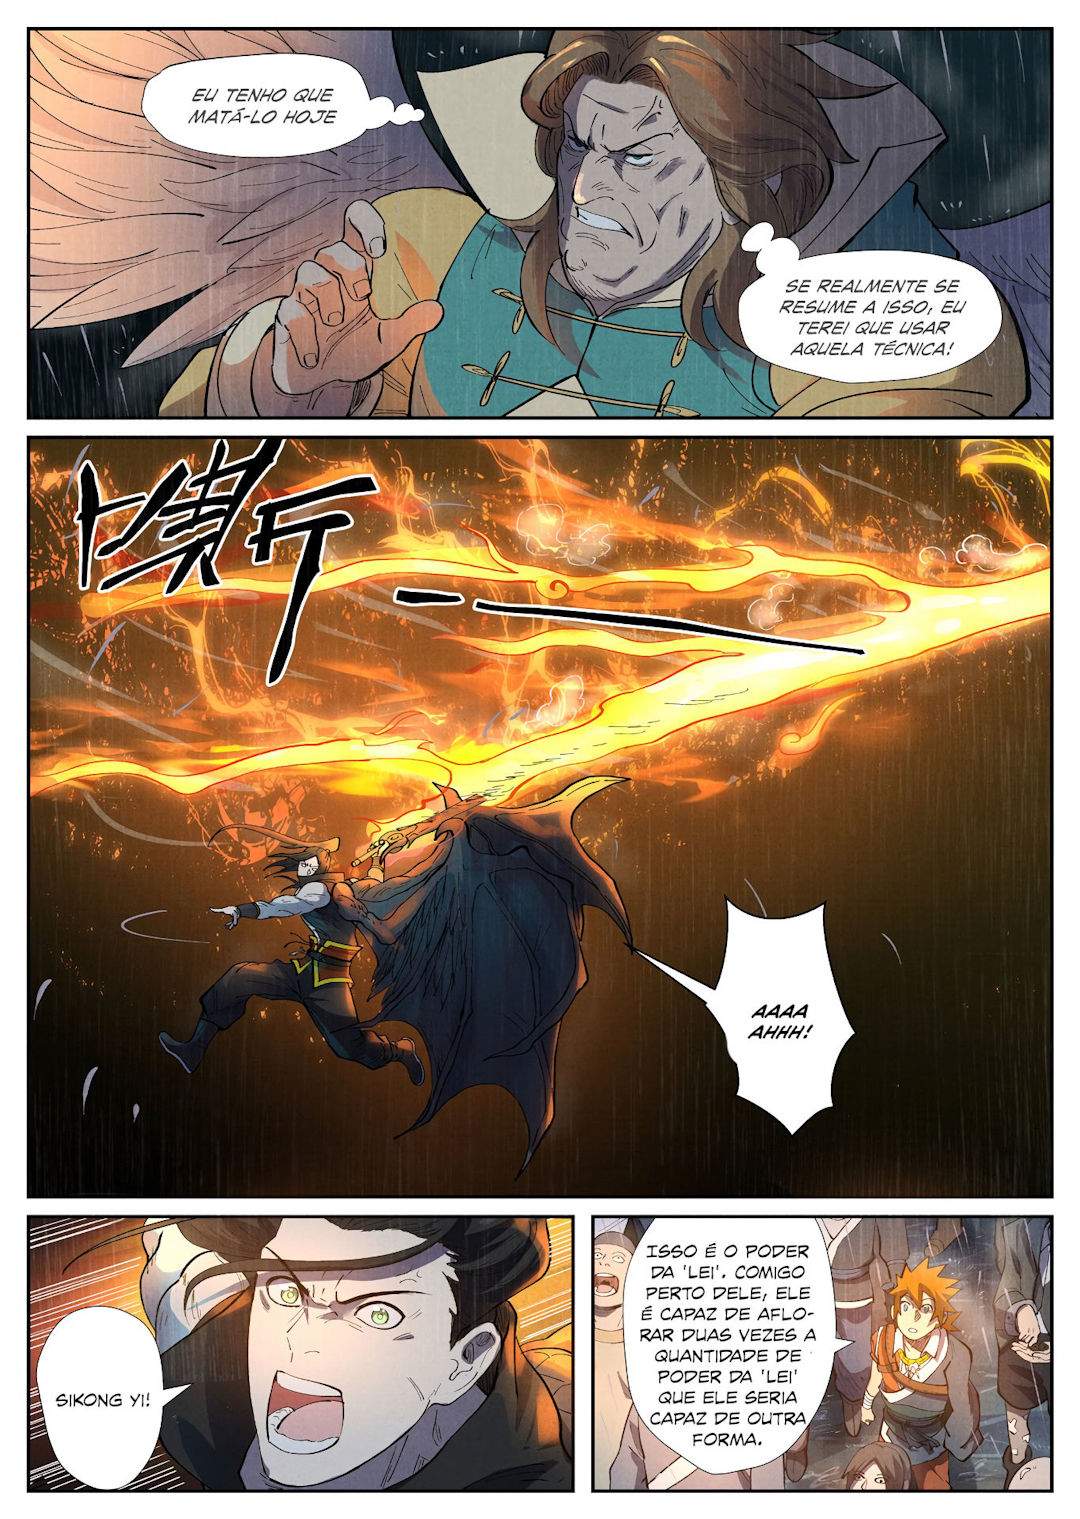 EU TENHO QUE
MATÁ-LO HOJE
SE REALMENTE SE
RESUME A ISSO, EU
TEREI QUE USAR
AQUELA TÉCNICA!
AAAA
AHHH!
SIKONG YI!
ISSO É O PODER
DA 'LEI'. COMIGO
PERTO DELE, ELE
É CAPAZ DE AFLO-
RAR DUAS VEZES A
QUANTIDADE DE
PODER DA 'LEI'
QUE ELE SERIA
CAPAZ DE OUTRA
FORMA.